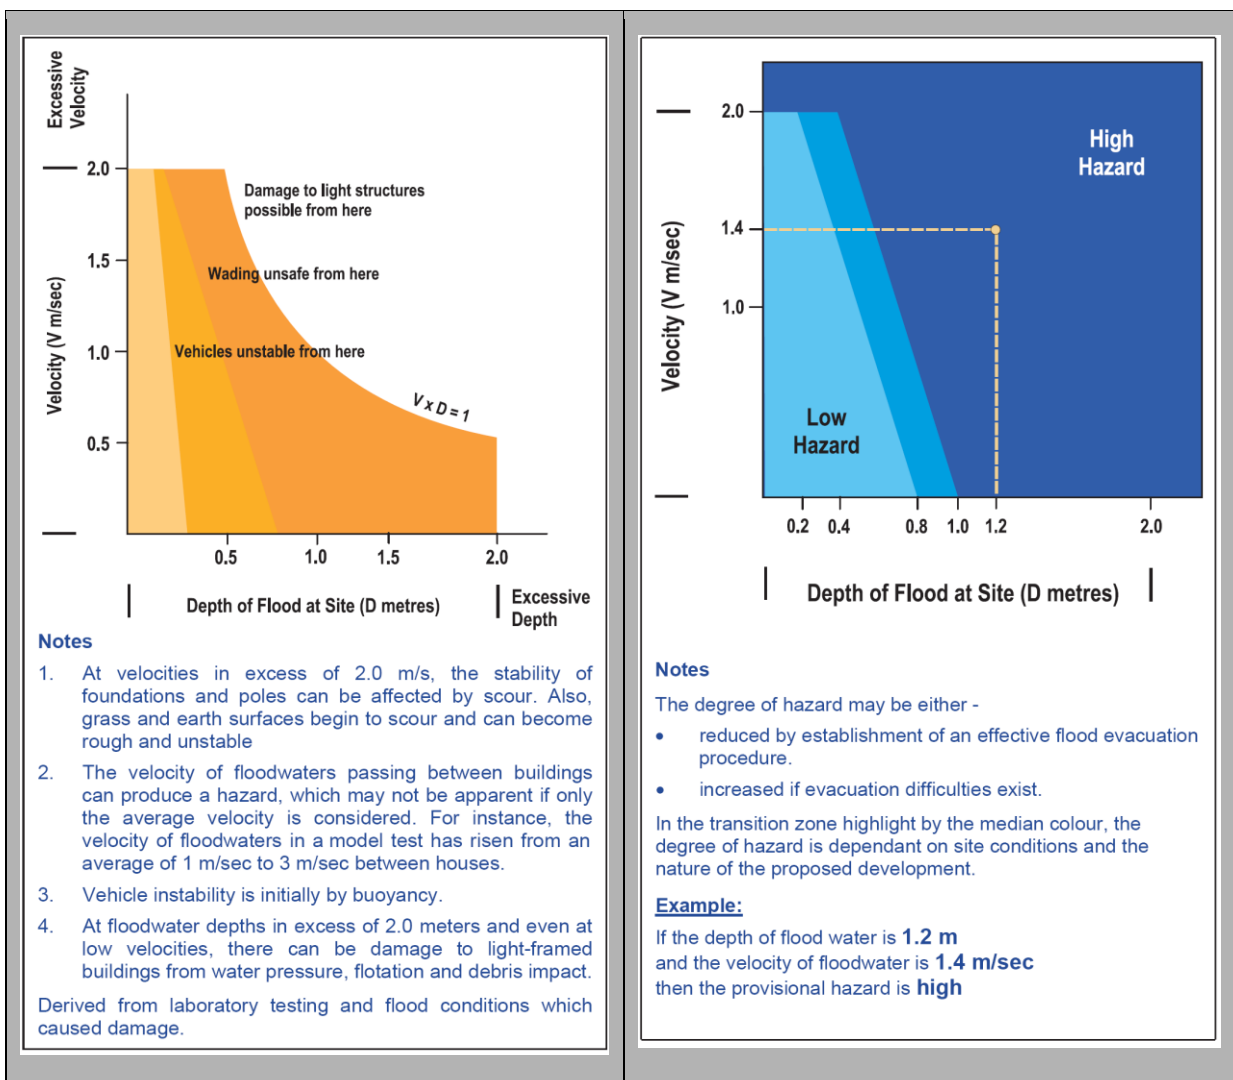 Excessive
Velocity
2.0
1.5
1.0
0.5
Velocity (V m/sec)
Damage to light structures
possible from here
Wading unsafe from here
Vehicles unstable from here
V x D = 1
0.5
1.0
1.5
2.0
Depth of Flood at Site (D metres)
Excessive
Depth
Notes
1. At velocities in excess of 2.0 m/s, the stability of
foundations and poles can be affected by scour. Also,
grass and earth surfaces begin to scour and can become
rough and unstable
2. The velocity of floodwaters passing between buildings
can produce a hazard, which may not be apparent if only
the average velocity is considered. For instance, the
velocity of floodwaters in a model test has risen from an
average of 1 m/sec to 3 m/sec between houses.
3. Vehicle instability is initially by buoyancy.
4. At floodwater depths in excess of 2.0 meters and even at
low velocities, there can be damage to light-framed
buildings from water pressure, flotation and debris impact.
Derived from laboratory testing and flood conditions which
caused damage.
2.0
1.4
1.0
Velocity (V m/sec)
High
Hazard
Low
Hazard
0.2
0.4
0.8
1.0
1.2
2.0
Depth of Flood at Site (D metres)
Notes
The degree of hazard may be either -
• reduced by establishment of an effective flood evacuation
procedure.
• increased if evacuation difficulties exist.
In the transition zone highlight by the median colour, the
degree of hazard is dependant on site conditions and the
nature of the proposed development.
Example:
If the depth of flood water is 1.2 m
and the velocity of floodwater is 1.4 m/sec
then the provisional hazard is high